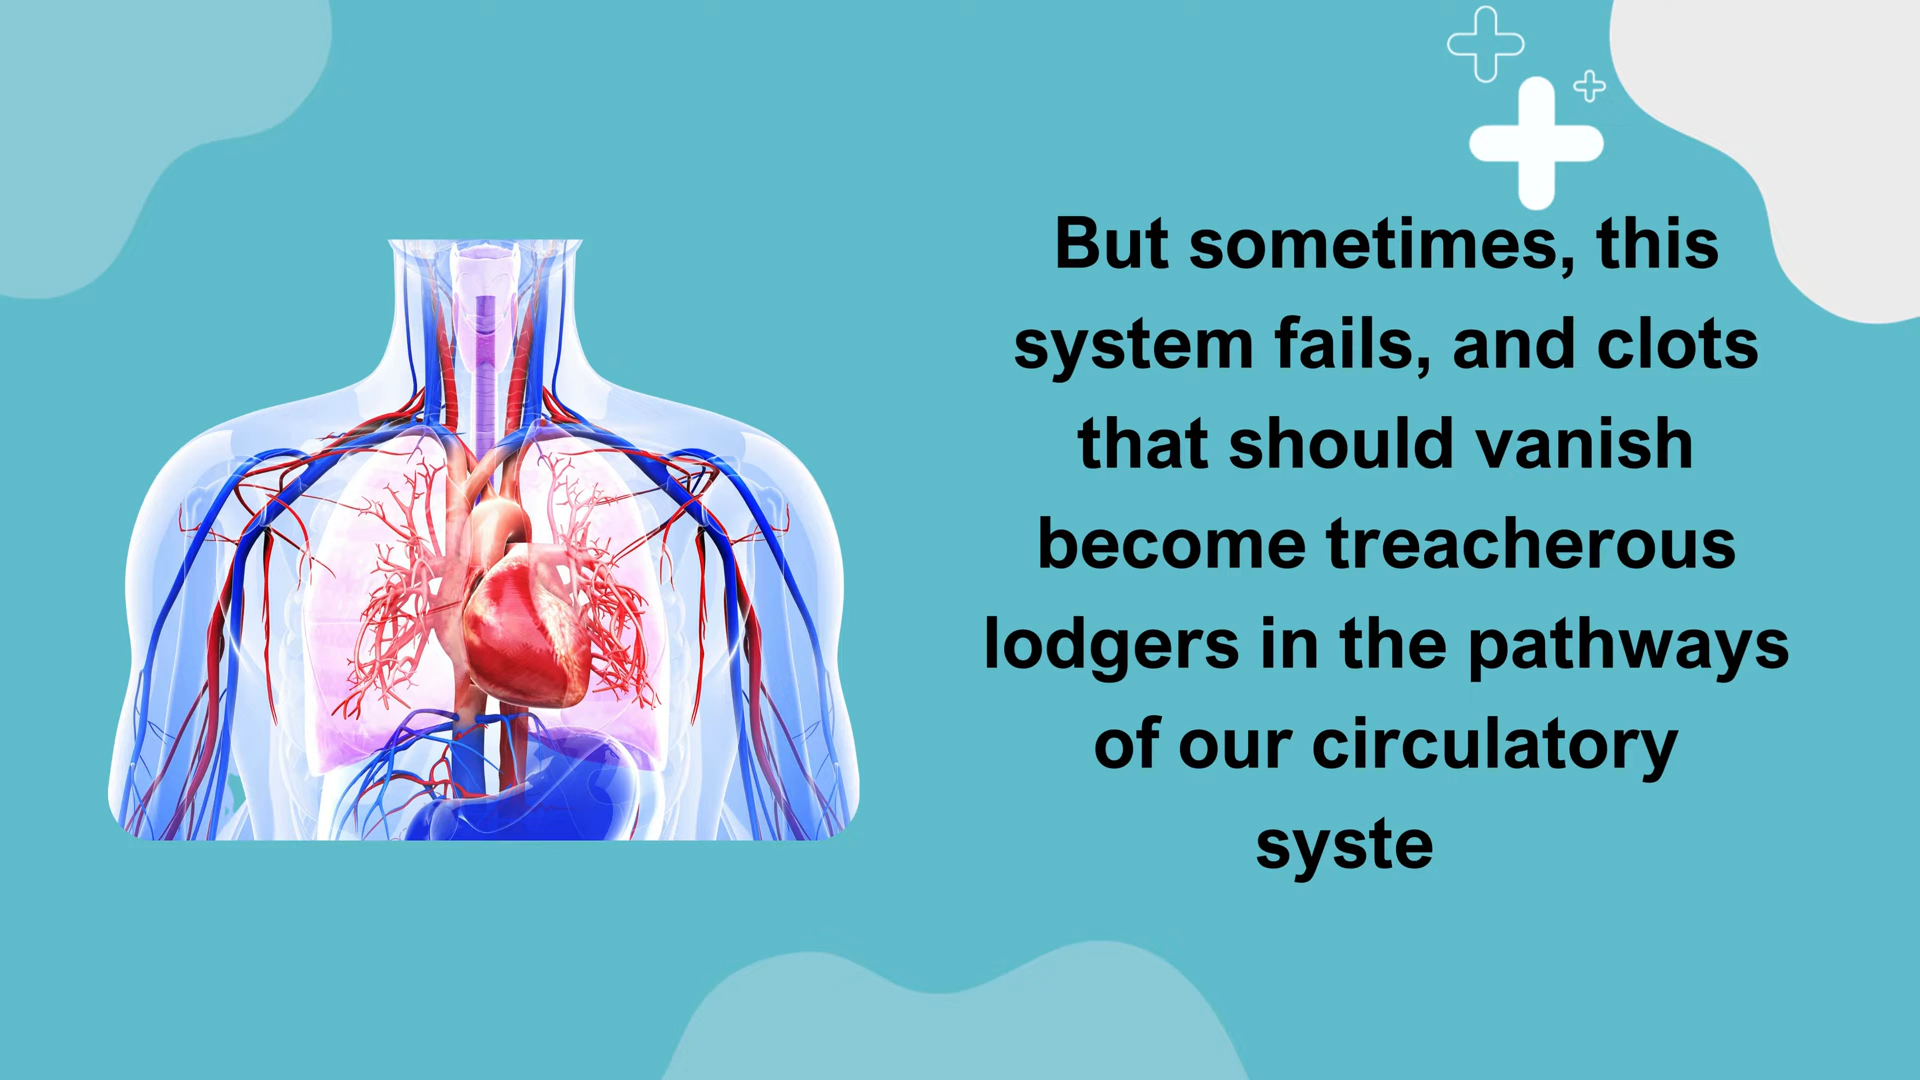 But sometimes, this
system fails, and clots
that should vanish
become treacherous
lodgers in the pathways
of our circulatory
syste